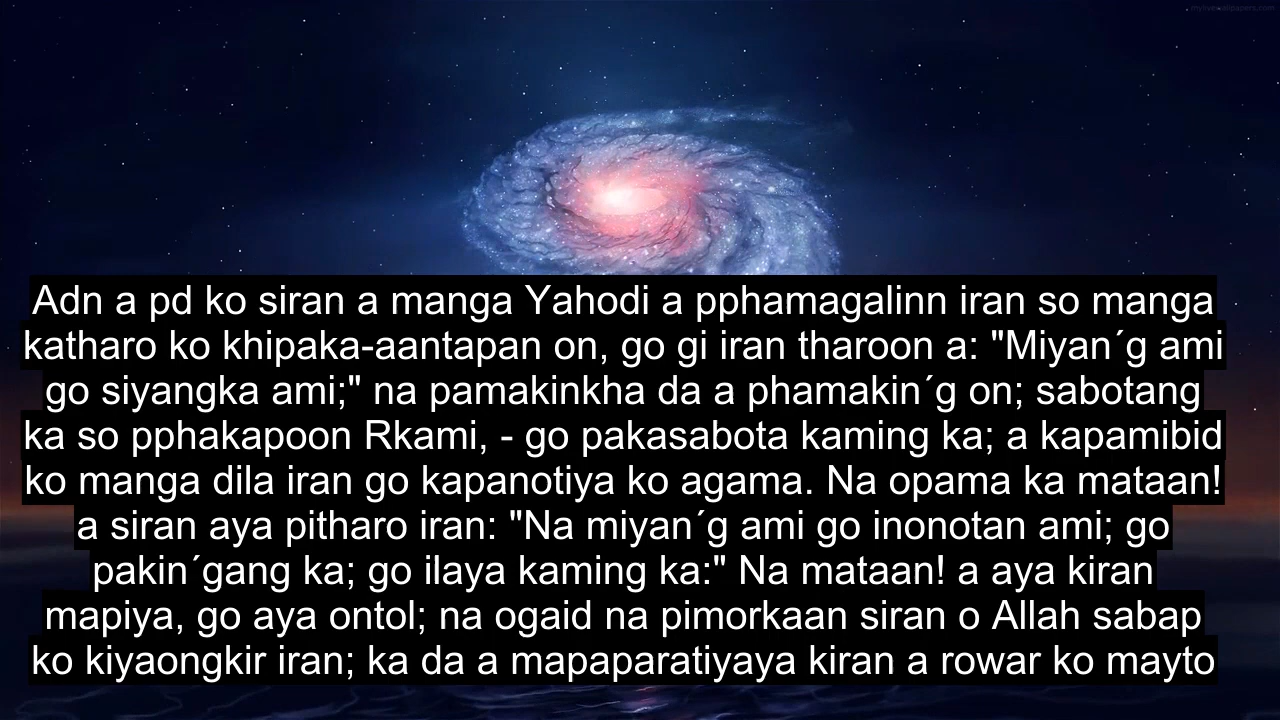 Adn a pd ko siran a manga Yahodi a pphamagalinn iran so manga
katharo ko khipaka-aantapan on, go gi iran tharoon a: "Miyan´g ami
go siyangka ami;" na pamakinkha da a phamakin´g on; sabotang
ka so pphakapoon Rkami, - go pakasabota kaming ka; a kapamibid
ko manga dila iran go kapanotiya ko agama. Na opama ka mataan!
a siran aya pitharo iran: "Na miyan´g ami go inonotan ami; go
pakin´gang ka; go ilaya kaming ka:" Na mataan! a aya kiran
mapiya, go aya ontol; na ogaid na pimorkaan siran o Allah sabap
ko kiyaongkir iran; ka da a mapaparatiyaya kiran a rowar ko mayto